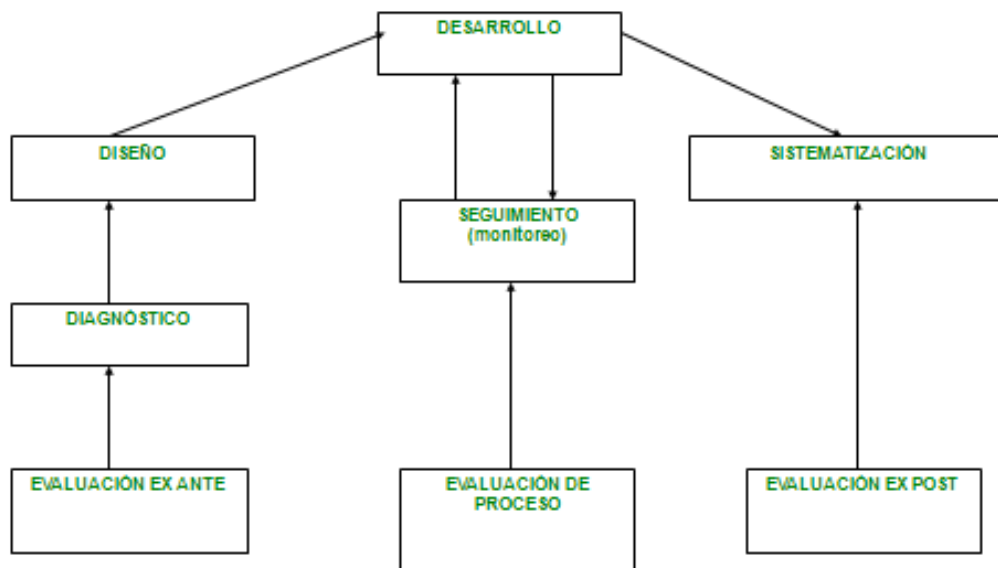 DESARROLLO
DISEÑO
SISTEMATIZACIÓN
SEGUIMIENTO
(monitoreo)
DIAGNÓSTICO
EVALUACIÓN EX ANTE
EVALUACIÓN DE
PROCESO
EVALUACIÓN EX POST